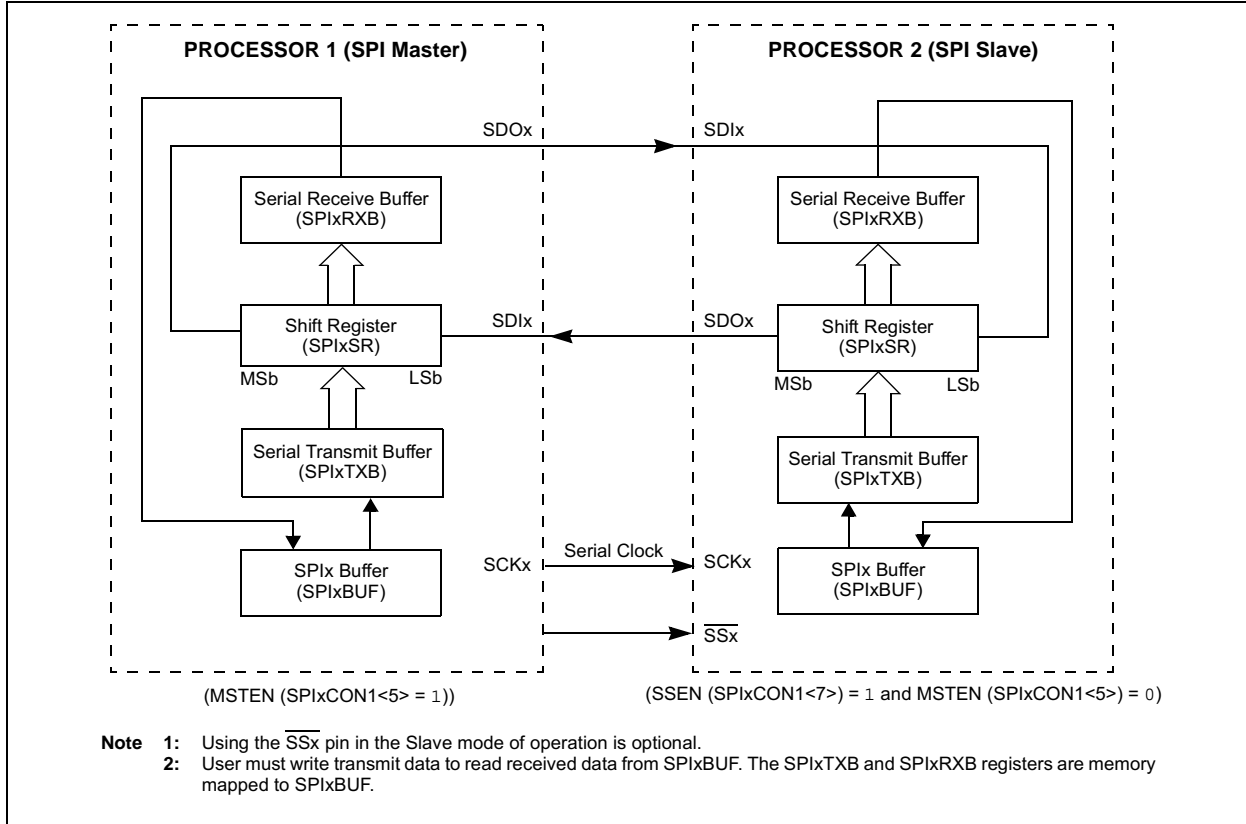 PROCESSOR 1 (SPI Master)
PROCESSOR 2 (SPI Slave)
SDOx
SDIx
Serial Receive Buffer
(SPIxRXB)
Serial Receive Buffer
(SPIxRXB)
Shift Register
(SPIxSR)
SDIx
SDOx
Shift Register
(SPIxSR)
MSb
LSb
MSb
LSb
Serial Transmit Buffer
(SPIxTXB)
Serial Transmit Buffer
(SPIxTXB)
SPIx Buffer
(SPIxBUF)
SCKx
Serial Clock
SCKx
SPIx Buffer
(SPIxBUF)
SSx
(MSTEN (SPIxCON1<5> = 1))
(SSEN (SPIxCON1<7>) = 1 and MSTEN (SPIxCON1<5>) = 0)
Note 1: Using the SSx pin in the Slave mode of operation is optional.
2: User must write transmit data to read received data from SPIxBUF. The SPIxTXB and SPIxRXB registers are memory
mapped to SPIxBUF.